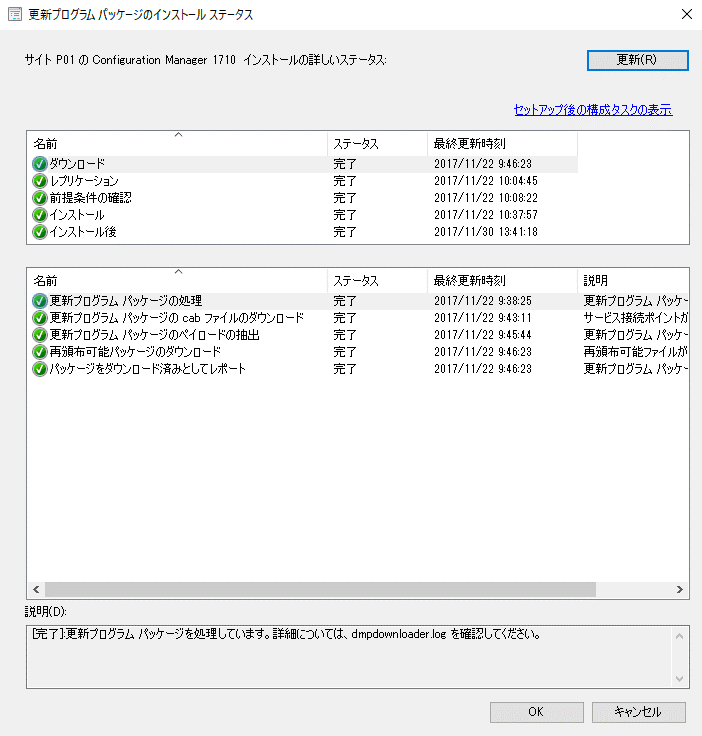 更新プログラム パッケージのインストール ステータス
サイト P01 の Configuration Manager 1710 インストールの詳しいステータス:
更新(R)
セットアップ後の構成タスクの表示
名前 ステータス 最終更新時刻
ダウンロード 完了 2017/11/22 9:46:23
レプリケーション 完了 2017/11/22 10:04:45
前提条件の確認 完了 2017/11/22 10:08:22
インストール 完了 2017/11/22 10:37:57
インストール後 完了 2017/11/30 13:41:18
名前 ステータス 最終更新時刻 説明
更新プログラム パッケージの処理 完了 2017/11/22 9:38:25 更新プログラム パッケー
更新プログラム パッケージの cab ファイルのダウンロード 完了 2017/11/22 9:43:11 サービス接続ポイントが
更新プログラム パッケージのペイロードの抽出 完了 2017/11/22 9:45:44 更新プログラム パッケー
再頒布可能パッケージのダウンロード 完了 2017/11/22 9:46:23 再頒布可能ファイルが
パッケージをダウンロード済みとしてレポート 完了 2017/11/22 9:46:23 更新プログラム パッケー
説明(D):
[完了]:更新プログラム パッケージを処理しています。詳細については、dmpdownloader.log を確認してください。
OK キャンセル